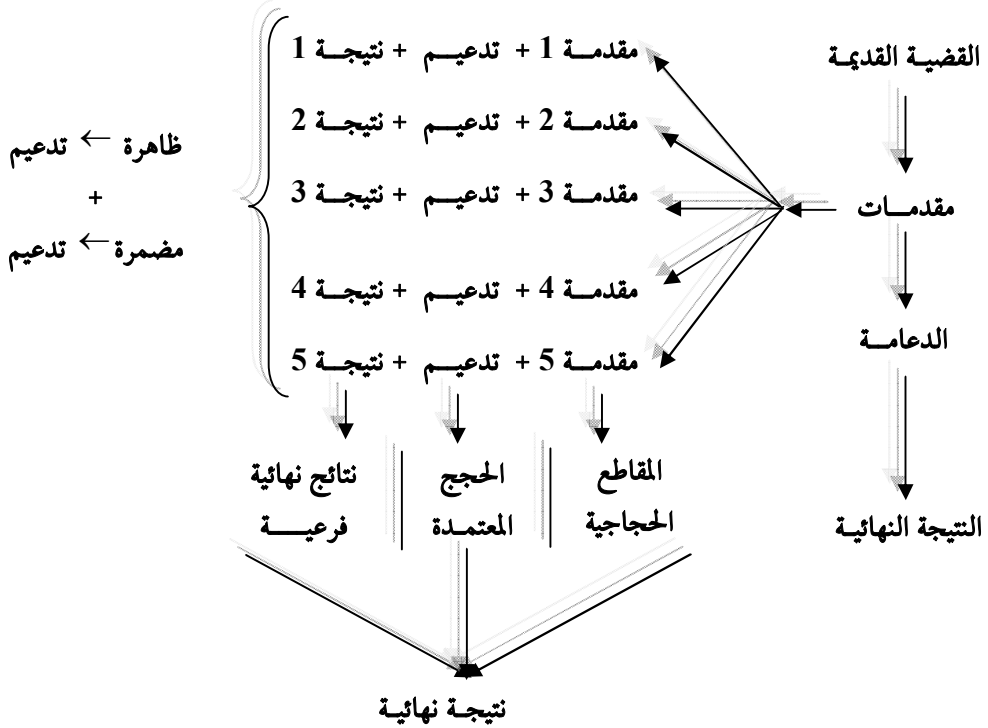 القضية القديمة
مقدمات
الدعامة
النتيجة النهائية
مقدمة 1 + تدعيم + نتيجة 1
مقدمة 2 + تدعيم + نتيجة 2
مقدمة 3 + تدعيم + نتيجة 3
مقدمة 4 + تدعيم + نتيجة 4
مقدمة 5 + تدعيم + نتيجة 5
ظاهرة ← تدعيم
+
مضمرة ← تدعيم
المقاطع
الحجاجية
الحجج
المعتمدة
نتائج نهائية
فرعية
نتيجة نهائية